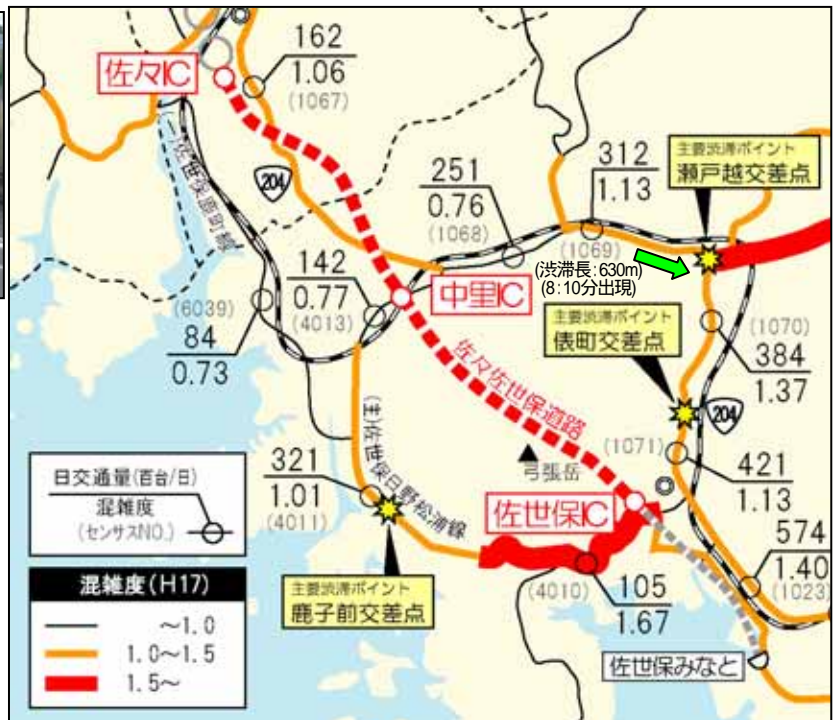 162
1.06
(1067)
佐々IC
(一)佐世保原町線
204
251
0.76
(1068)
312
1.13
(1069)
主要渋滞ポイント
瀬戸越交差点
(渋滞長:630m)
(8:10分出現)
142
0.77
(4013)
中里IC
(6039)
84
0.73
主要渋滞ポイント
俵町交差点
(1070)
384
1.37
204
佐々佐世保道路
(1071)
421
1.13
弓張岳
(主)佐世保日野松浦線
321
1.01
(4011)
佐世保IC
574
1.40
(1023)
主要渋滞ポイント
鹿子前交差点
(4010)
105
1.67
佐世保みなと
日交通量(百台/日)
混雑度
(センサスNO.)
混雑度(H17)
～1.0
1.0～1.5
1.5～